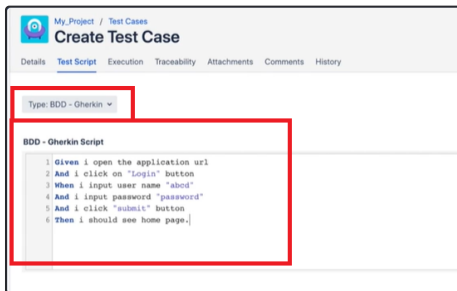 My_Project / Test Cases
Create Test Case
Details Test Script Execution Traceability Attachments Comments History
Type: BDD - Gherkin
BDD - Gherkin Script
1 Given i open the application url
2 And i click on "Login" button
3 When i input user name "abcd"
4 And i input password "password"
5 And i click "submit" button
6 Then i should see home page.